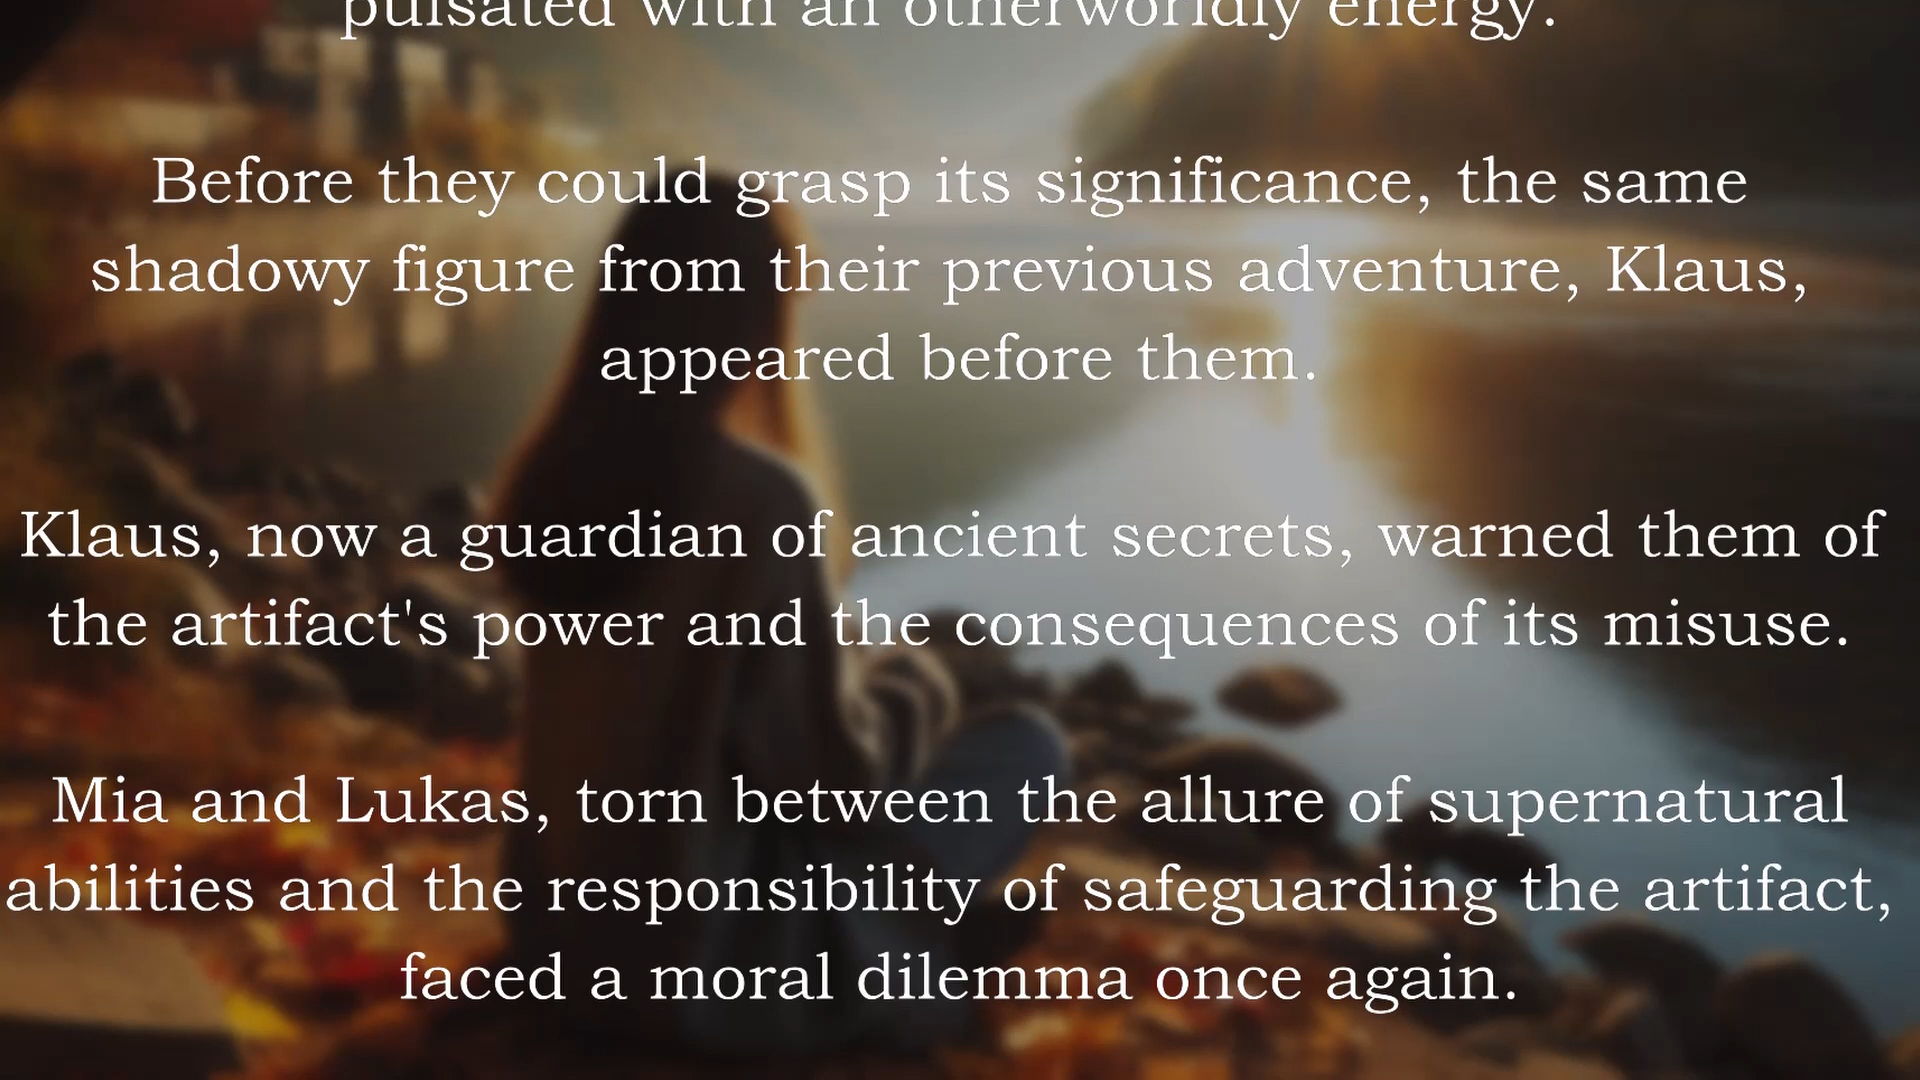 pulsated with an otherworldly energy.
Before they could grasp its significance, the same
shadowy figure from their previous adventure, Klaus,
appeared before them.
Klaus, now a guardian of ancient secrets, warned them of
the artifact's power and the consequences of its misuse.
Mia and Lukas, torn between the allure of supernatural
abilities and the responsibility of safeguarding the artifact,
faced a moral dilemma once again.